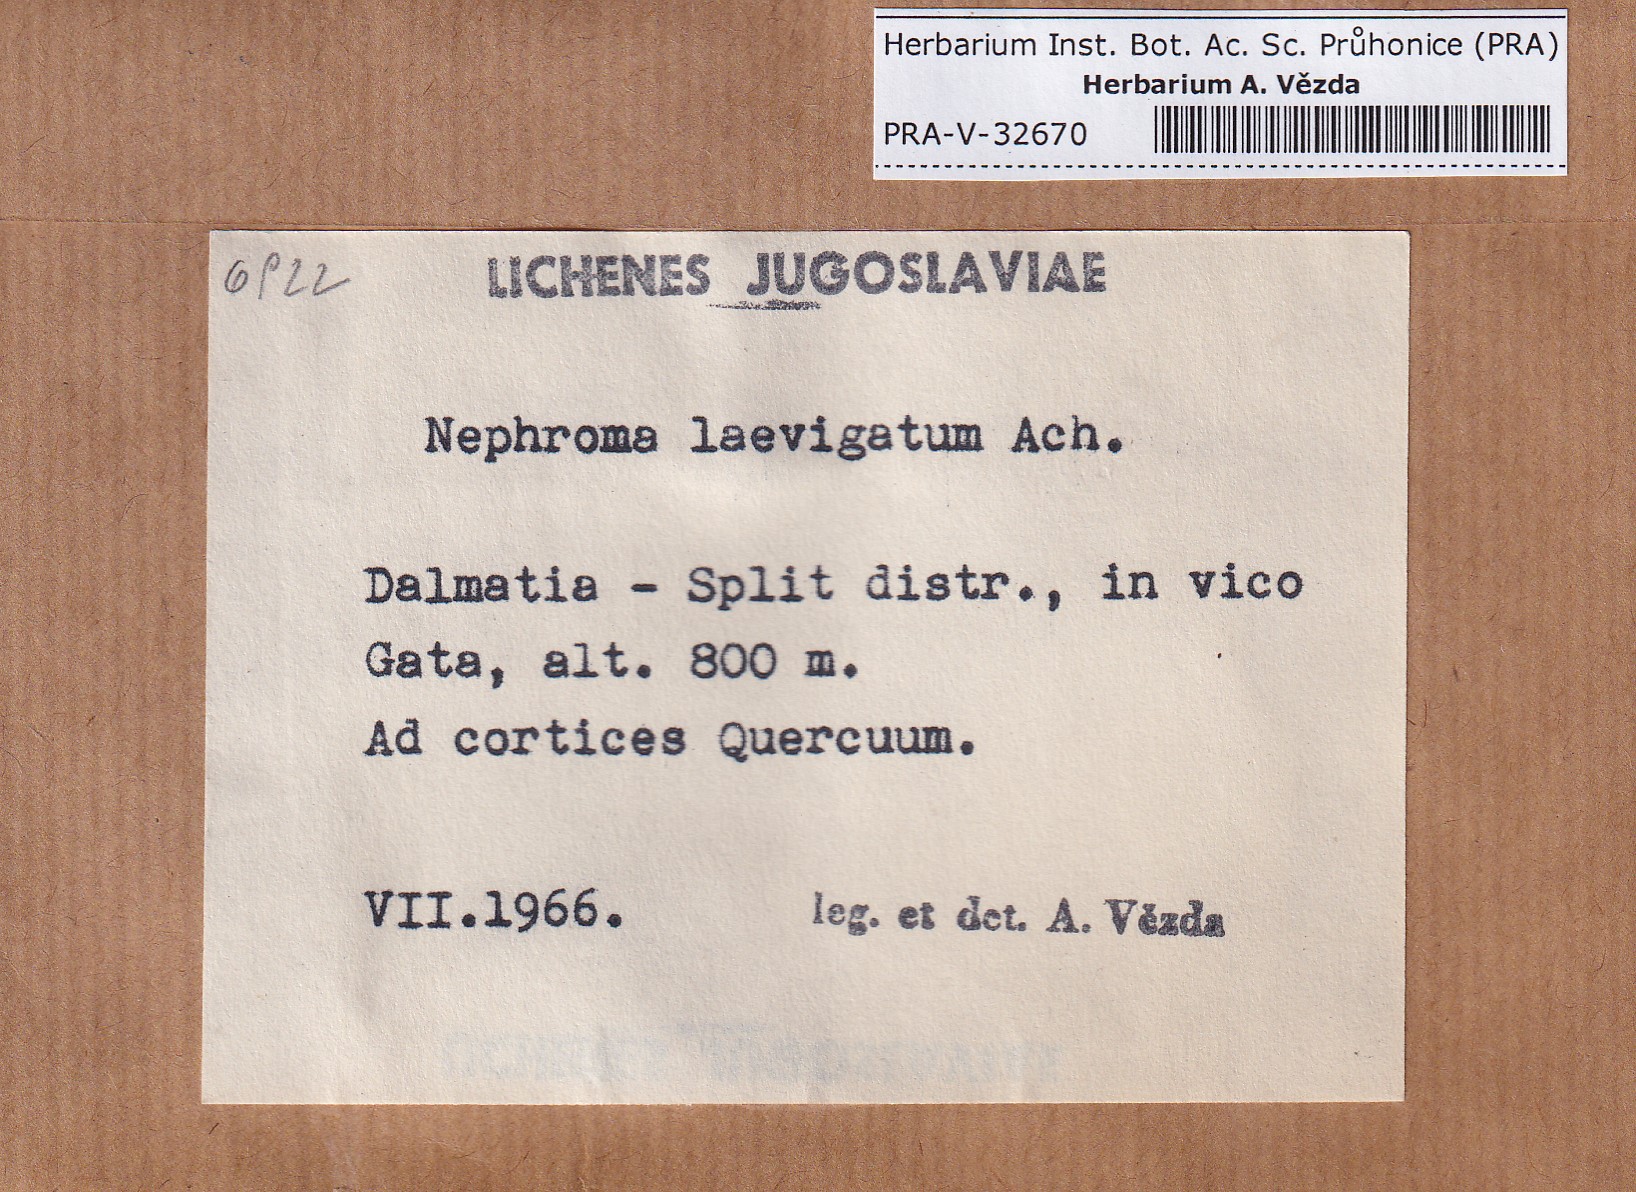 Herbarium Inst. Bot. Ac. Sc. Průhonice (PRA)
Herbarium A. Vězda
PRA-V-32670
LICHENES JUGOSLAVIAE
Nephroma laevigatum Ach.
Dalmatia - Split distr., in vico
Gata, alt. 800 m.
Ad cortices Quercuum.
VII.1966.
leg. et det. A. Vězda